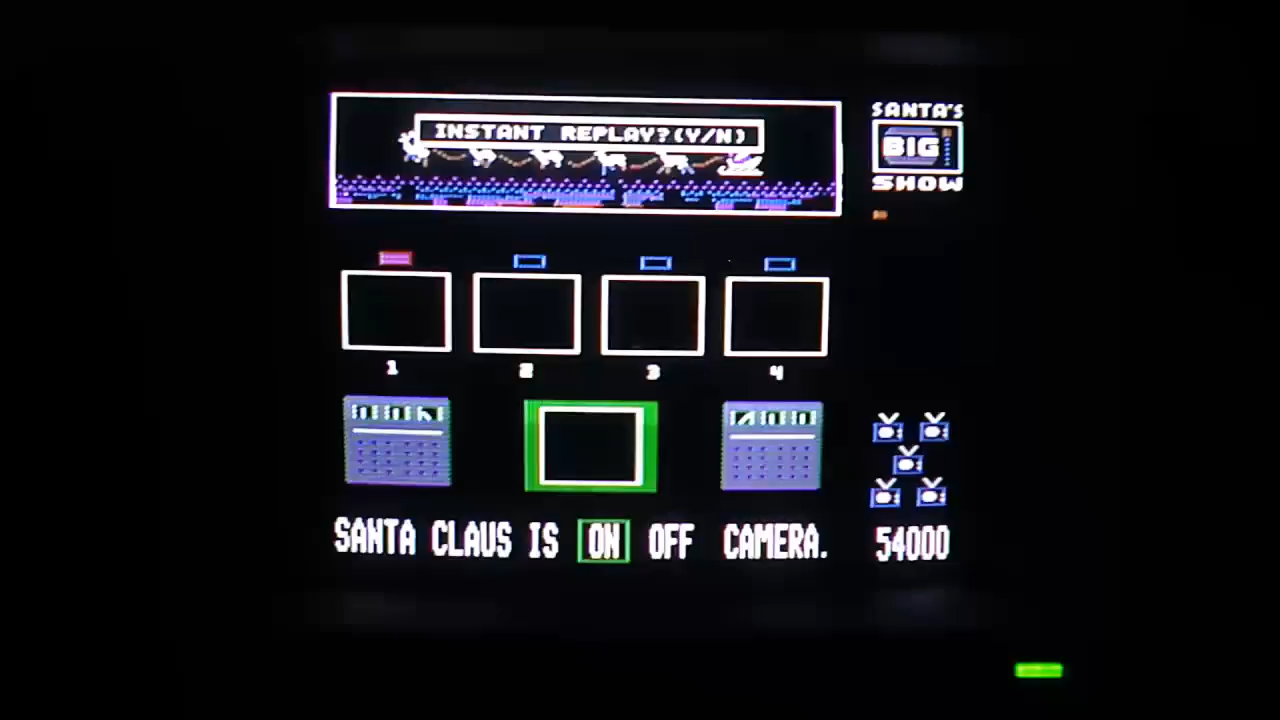 INSTANT REPLAY?(Y/N)
SANTA'S
BIG
SHOW
1 2 3 4
SANTA CLAUS IS ON OFF CAMERA.
54000